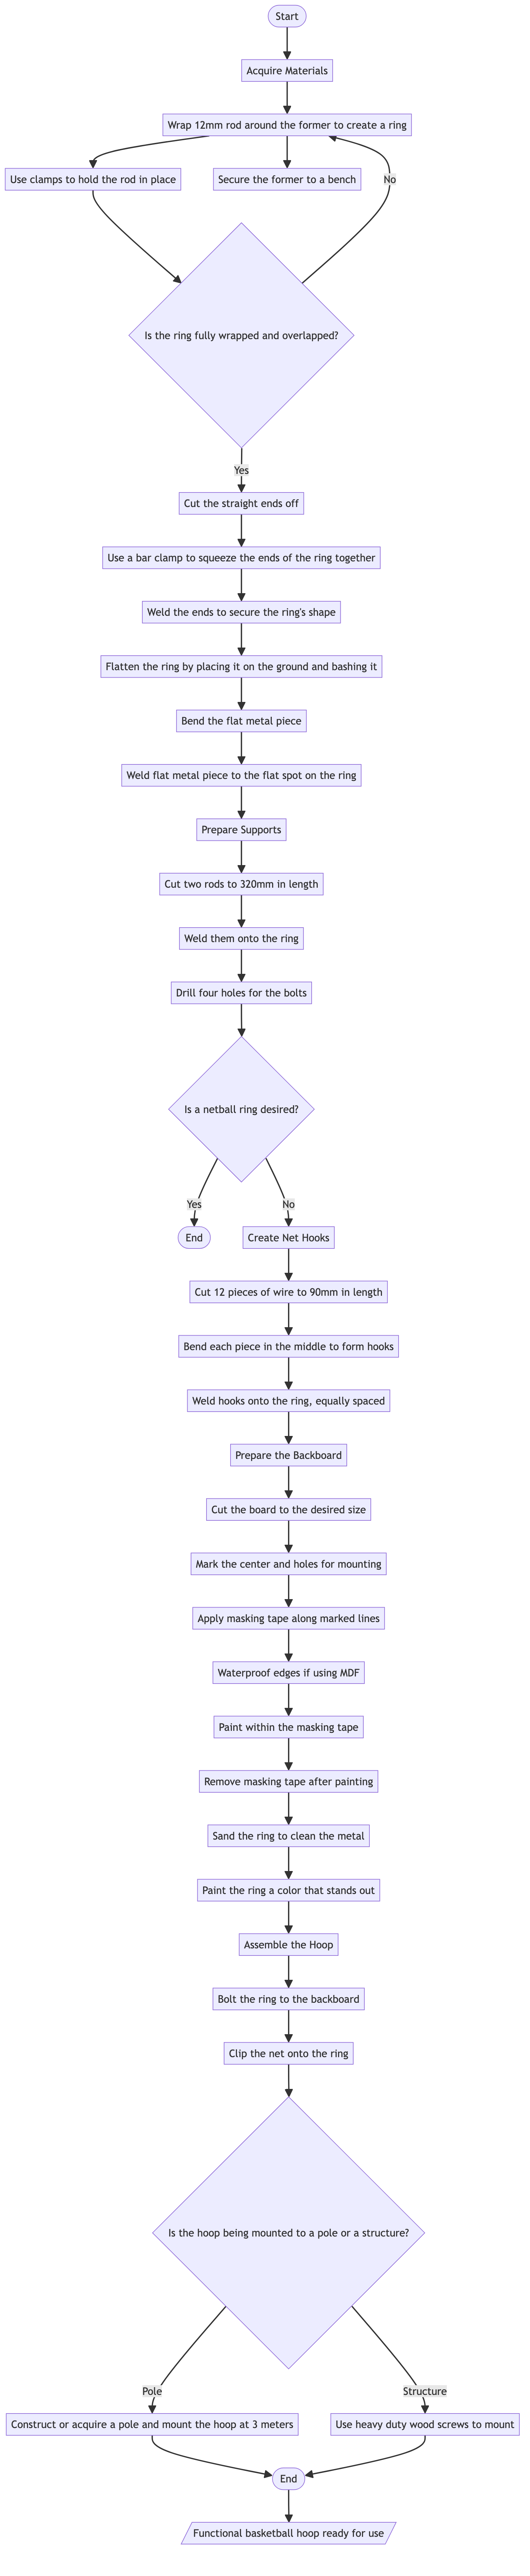 Start
Acquire Materials
Wrap 12mm rod around the former to create a ring
Use clamps to hold the rod in place
Secure the former to a bench
No
Is the ring fully wrapped and overlapped?
Yes
Cut the straight ends off
Use a bar clamp to squeeze the ends of the ring together
Weld the ends to secure the ring's shape
Flatten the ring by placing it on the ground and bashing it
Bend the flat metal piece
Weld flat metal piece to the flat spot on the ring
Prepare Supports
Cut two rods to 320mm in length
Weld them onto the ring
Drill four holes for the bolts
Is a netball ring desired?
Yes
No
End
Create Net Hooks
Cut 12 pieces of wire to 90mm in length
Bend each piece in the middle to form hooks
Weld hooks onto the ring, equally spaced
Prepare the Backboard
Cut the board to the desired size
Mark the center and holes for mounting
Apply masking tape along marked lines
Waterproof edges if using MDF
Paint within the masking tape
Remove masking tape after painting
Sand the ring to clean the metal
Paint the ring a color that stands out
Assemble the Hoop
Bolt the ring to the backboard
Clip the net onto the ring
Is the hoop being mounted to a pole or a structure?
Pole
Structure
Construct or acquire a pole and mount the hoop at 3 meters
Use heavy duty wood screws to mount
End
Functional basketball hoop ready for use